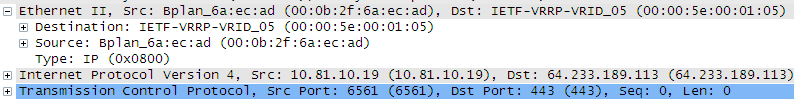 Ethernet II, Src: Bplan_6a:ec:ad (00:0b:2f:6a:ec:ad), Dst: IETF-VRRP-VRID_05 (00:00:5e:00:01:05)
Destination: IETF-VRRP-VRID_05 (00:00:5e:00:01:05)
Source: Bplan_6a:ec:ad (00:0b:2f:6a:ec:ad)
Type: IP (0x0800)
Internet Protocol Version 4, Src: 10.81.10.19 (10.81.10.19), Dst: 64.233.189.113 (64.233.189.113)
Transmission Control Protocol, Src Port: 6561 (6561), Dst Port: 443 (443), Seq: 0, Len: 0